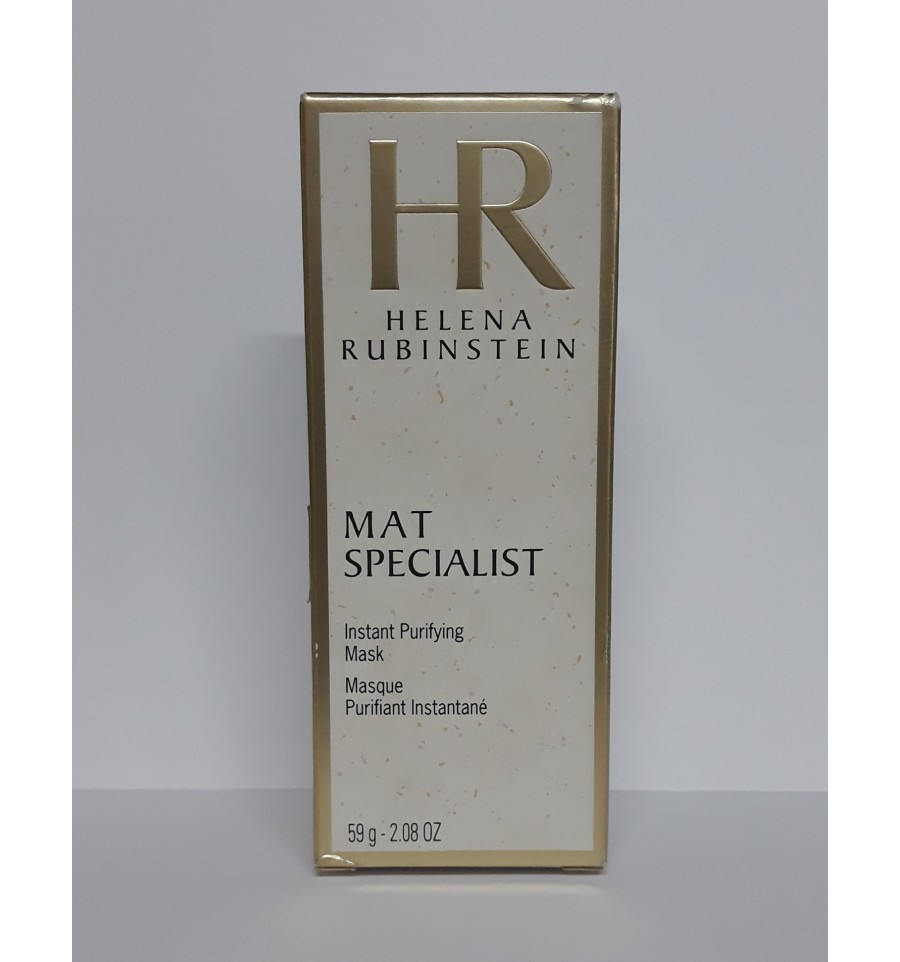 HR
HELENA
RUBINSTEIN
MAT
SPECIALIST
Instant Purifying
Mask
Masque
Purifiant Instantané
59 g - 2.08 OZ